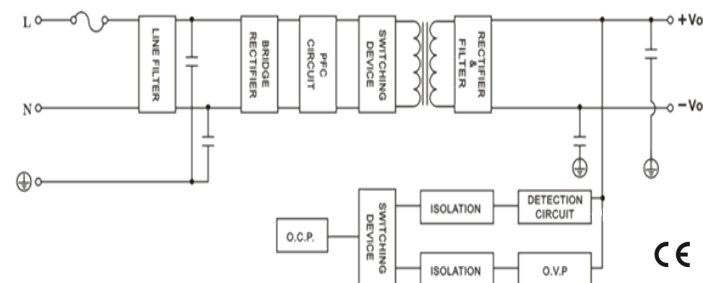 L
N
LINE FILTER
BRIDGE
RECTIFIER
PFC
CIRCUIT
SWITCHING
DEVICE
RECTIFIER
&
FILTER
+Vo
-Vo
O.C.P.
SWITCHING
DEVICE
ISOLATION
DETECTION
CIRCUIT
ISOLATION
O.V.P
CE